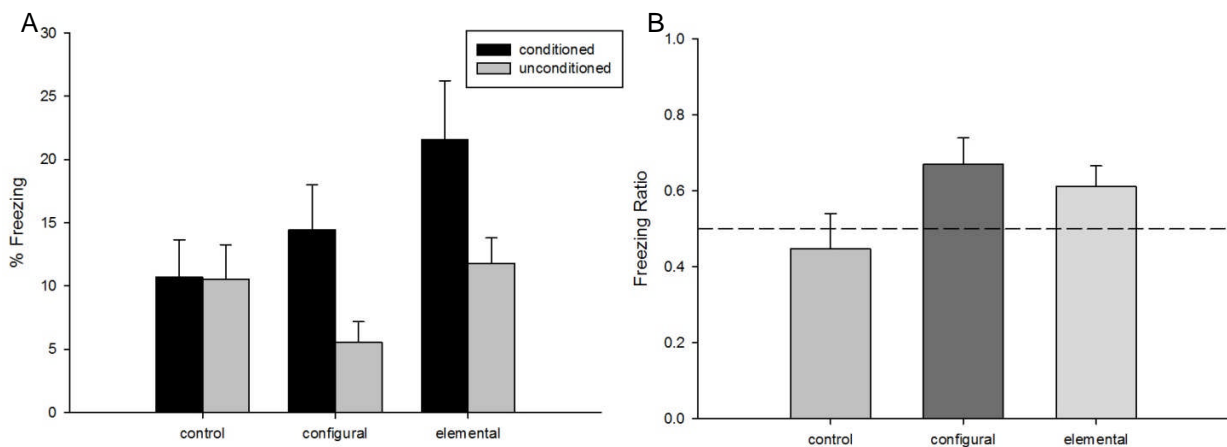 A
30
25
20
15
10
5
0
% Freezing
conditioned
unconditioned
control configural elemental
B
1.0
0.8
0.6
0.4
0.2
0.0
Freezing Ratio
control configural elemental